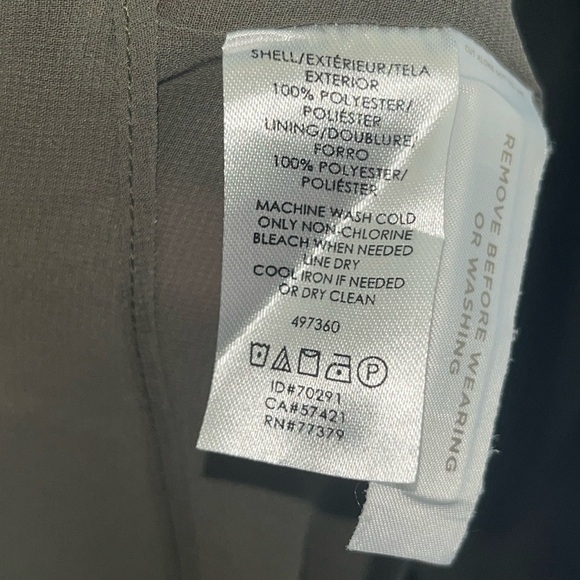 SHELL/EXTÉRIEUR/TELA
EXTERIOR
100% POLYESTER/
POLIÉSTER
LINING/DOUBLURE/
FORRO
100% POLYESTER/
POLIÉSTER
MACHINE WASH COLD
ONLY NON-CHLORINE
BLEACH WHEN NEEDED
LINE DRY
COOL IRON IF NEEDED
OR DRY CLEAN
497360
P
ID#70291
CA#57421
RN#77379
REMOVE BEFORE WEARING
OR WASHING